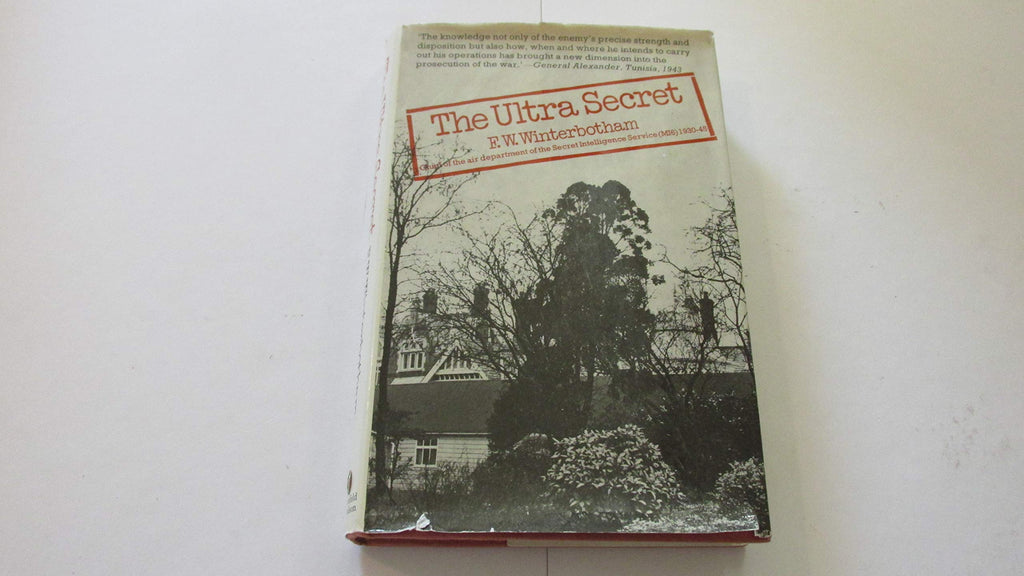 'The knowledge not only of the enemy's precise strength and
disposition but also how, when and where he intends to carry
out his operations has brought a new dimension into the
prosecution of the war.' —General Alexander. Tunisia, 1943
The Ultra Secret
F. W. Winterbotham
of the air department of the Secret Intelligence Service (MI6) 1930-45